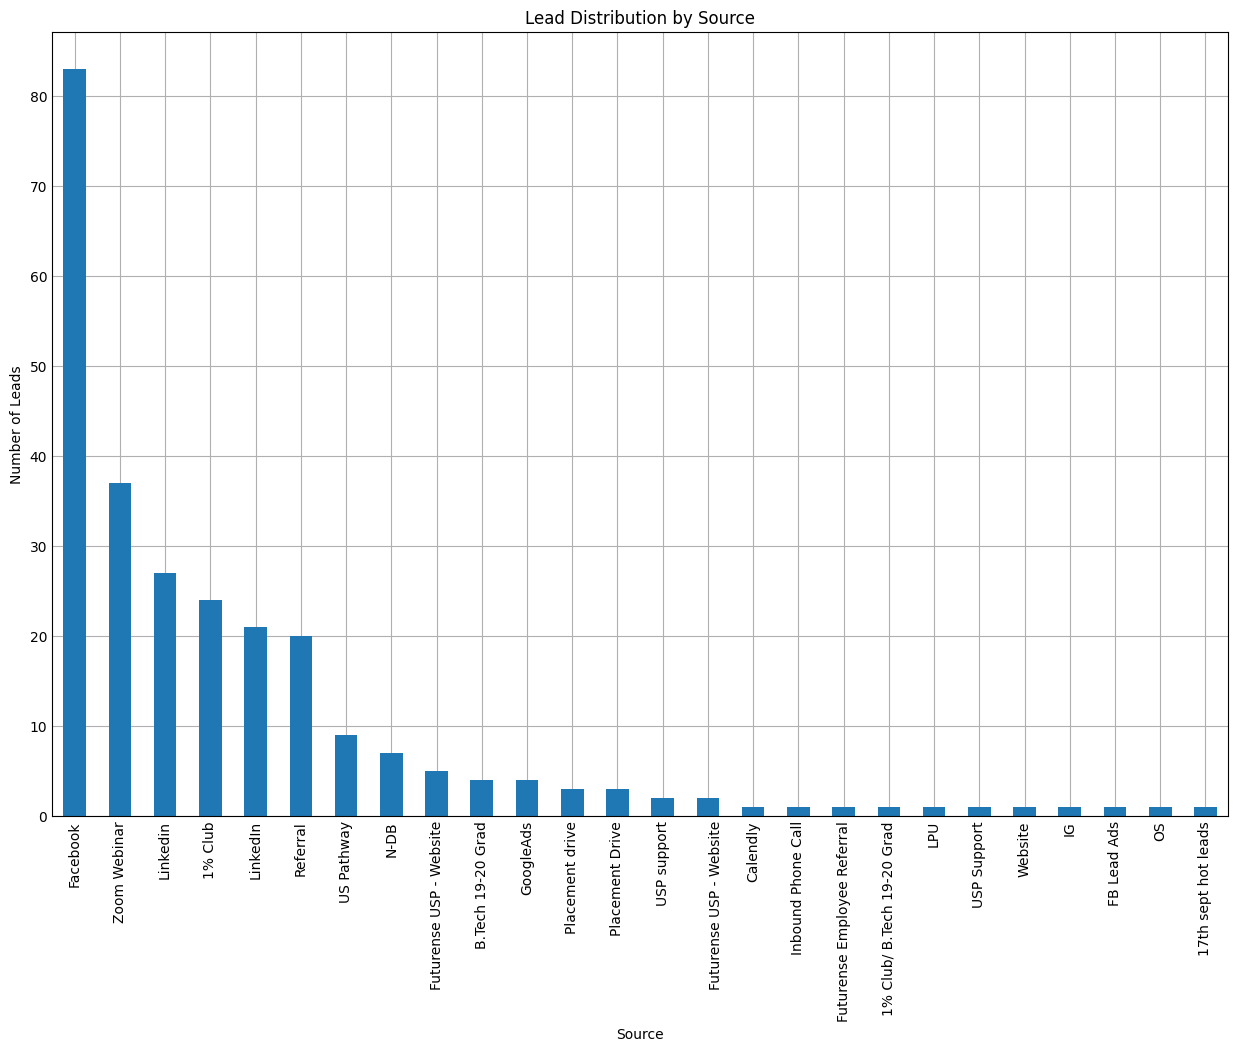 Lead Distribution by Source
Number of Leads
80
70
60
50
40
30
20
10
0
Facebook
Zoom Webinar
Linkedin
1% Club
LinkedIn
Referral
US Pathway
N-DB
Futurense USP - Website
B.Tech 19-20 Grad
GoogleAds
Placement drive
Placement Drive
USP support
Futurense USP - Website
Calendly
Inbound Phone Call
Futurense Employee Referral
1% Club/ B.Tech 19-20 Grad
LPU
USP Support
Website
IG
FB Lead Ads
OS
17th sept hot leads
Source